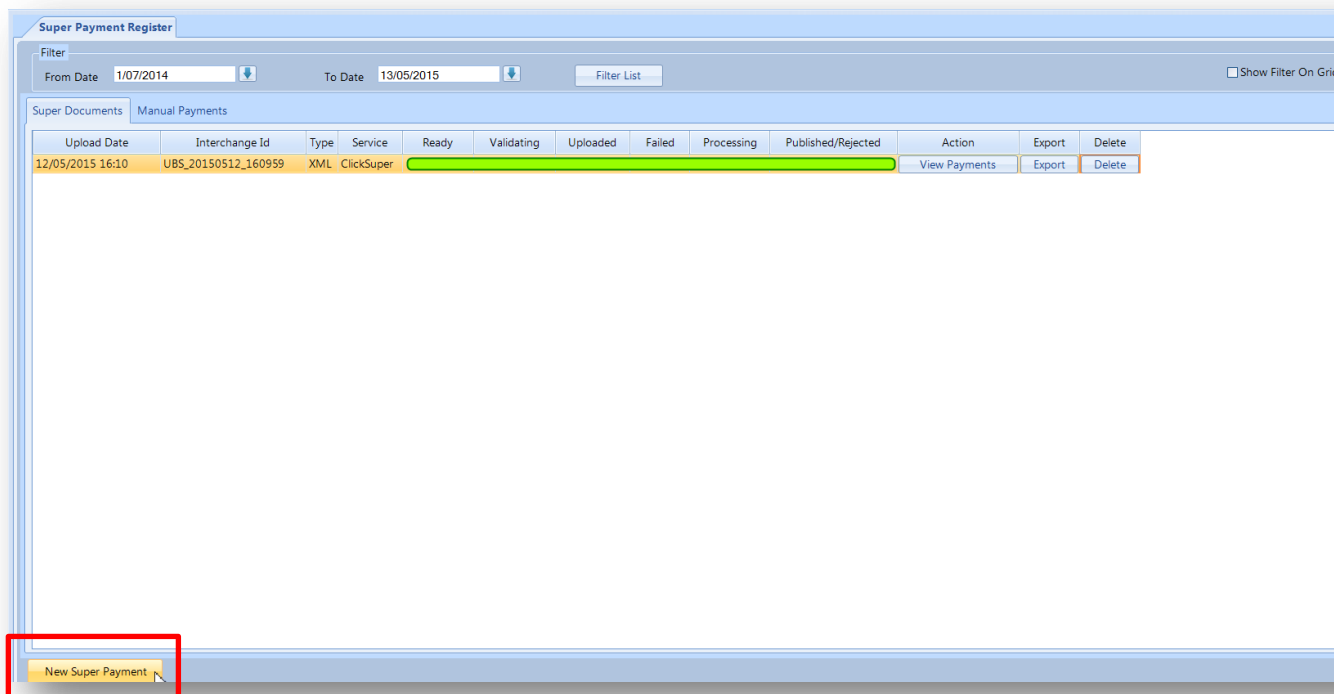 Super Payment Register
Filter
From Date 1/07/2014 To Date 13/05/2015 Filter List Show Filter On Gri
Super Documents Manual Payments
Upload Date Interchange Id Type Service Ready Validating Uploaded Failed Processing Published/Rejected Action Export Delete
12/05/2015 16:10 UBS_20150512_160959 XML ClickSuper View Payments Export Delete
New Super Payment